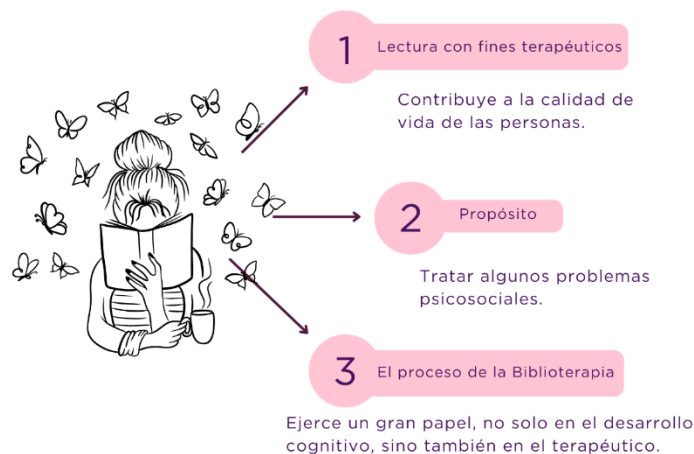 1
Lectura con fines terapéuticos
Contribuye a la calidad de
vida de las personas.
2
Propósito
Tratar algunos problemas
psicosociales.
3
El proceso de la Biblioterapia
Ejerce un gran papel, no solo en el desarrollo
cognitivo, sino también en el terapéutico.